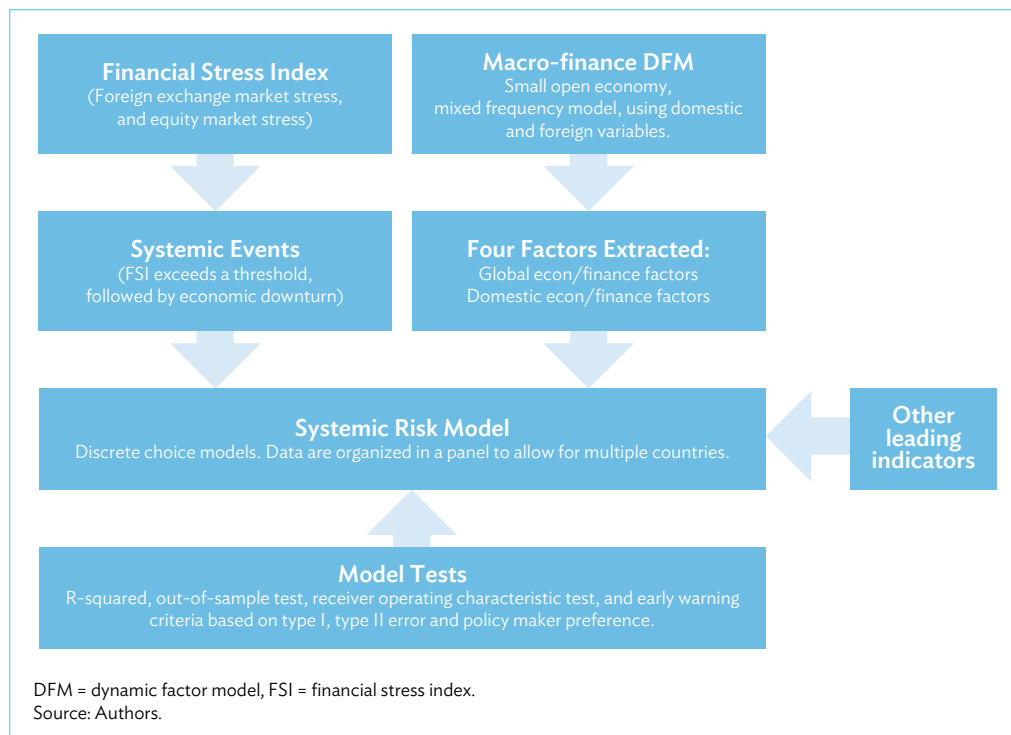 Financial Stress Index
(Foreign exchange market stress,
and equity market stress)
Macro-finance DFM
Small open economy,
mixed frequency model, using domestic
and foreign variables.
Systemic Events
(FSI exceeds a threshold,
followed by economic downturn)
Four Factors Extracted:
Global econ/finance factors
Domestic econ/finance factors
Systemic Risk Model
Discrete choice models. Data are organized in a panel to allow for multiple countries.
Other
leading
indicators
Model Tests
R-squared, out-of-sample test, receiver operating characteristic test, and early warning
criteria based on type I, type II error and policy maker preference.
DFM = dynamic factor model, FSI = financial stress index.
Source: Authors.